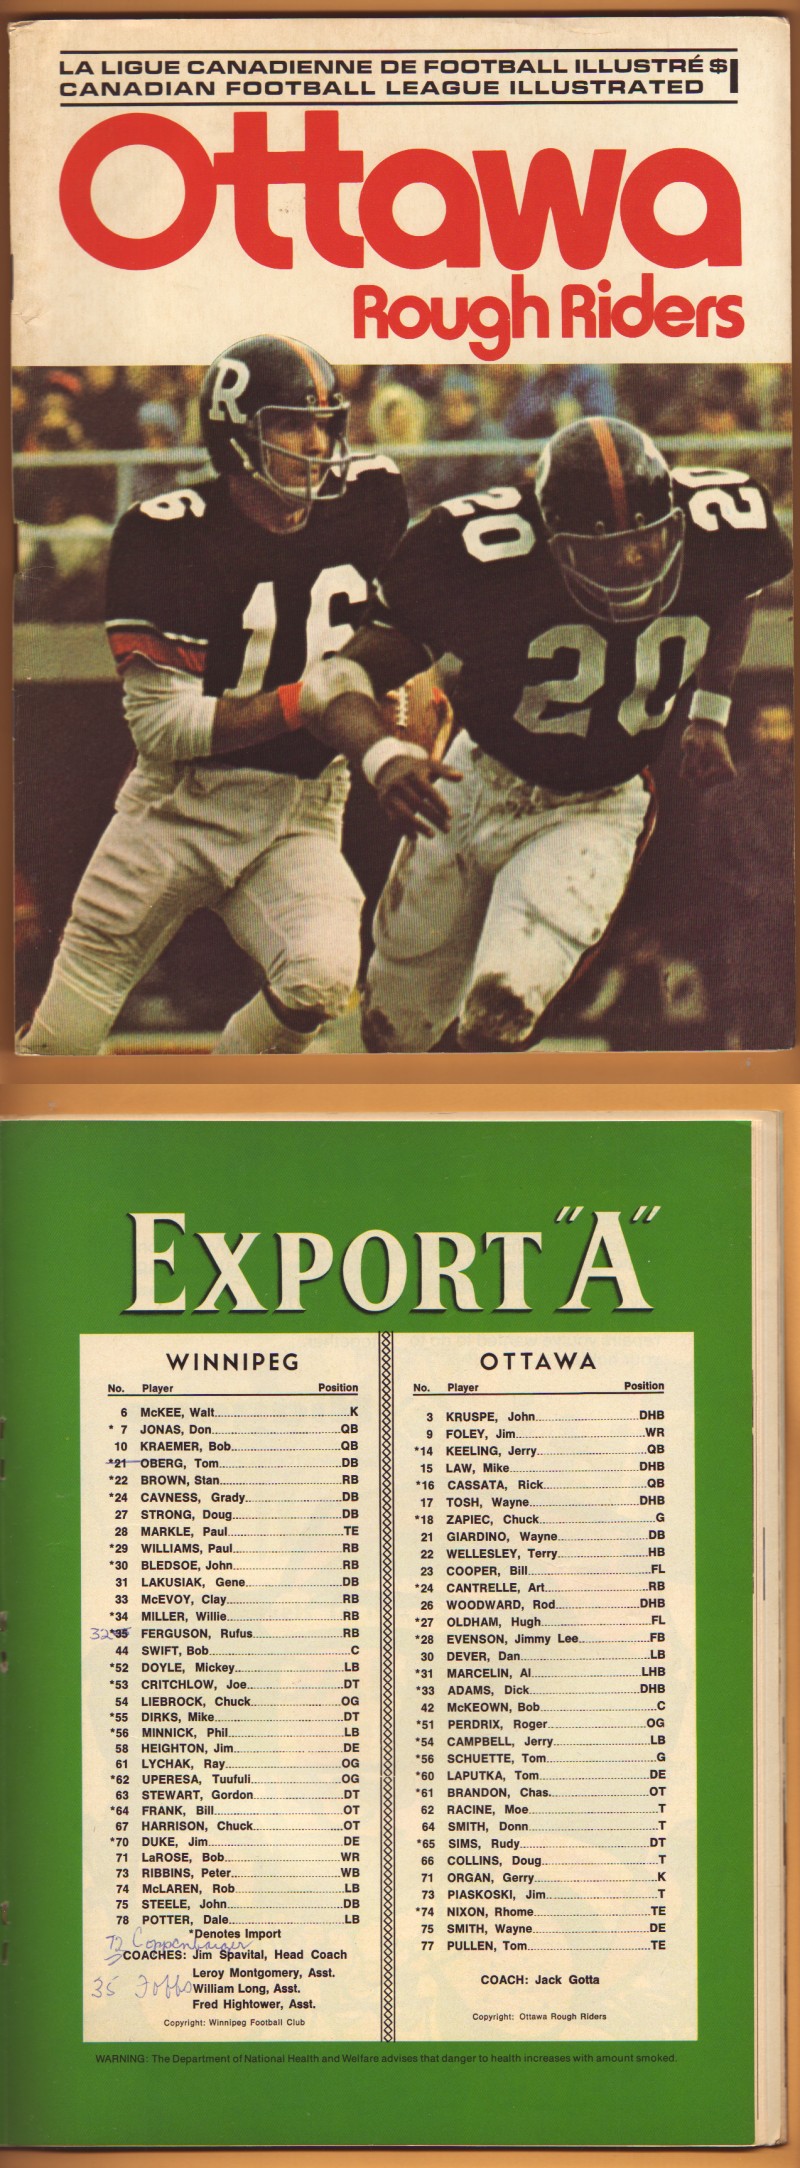 LA LIGUE CANADIENNE DE FOOTBALL ILLUSTRÉ $1
CANADIAN FOOTBALL LEAGUE ILLUSTRATED
Ottawa
Rough Riders
R
16
16
16
20
20
20
EXPORT "A"
WINNIPEG
No. Player Position
6 McKEE, Walt K
*7 JONAS, Don QB
10 KRAEMER, Bob QB
*21 OBERG, Tom DB
*22 BROWN, Stan RB
*24 CAVNESS, Grady DB
27 STRONG, Doug DB
28 MARKLE, Paul TE
*29 WILLIAMS, Paul RB
*30 BLEDSOE, John RB
31 LAKUSIAK, Gene DB
33 McEVOY, Clay RB
*34 MILLER, Willie RB
32 *35 FERGUSON, Rufus RB
44 SWIFT, Bob C
*52 DOYLE, Mickey LB
*53 CRITCHLOW, Joe DT
54 LIEBROCK, Chuck OG
*55 DIRKS, Mike DT
*56 MINNICK, Phil LB
58 HEIGHTON, Jim DE
61 LYCHAK, Ray OG
*62 UPERESA, Tuufuli OG
63 STEWART, Gordon DT
*64 FRANK, Bill OT
67 HARRISON, Chuck OT
*70 DUKE, Jim DE
71 LaROSE, Bob WR
73 RIBBINS, Peter WB
74 McLAREN, Rob LB
75 STEELE, John DB
78 POTTER, Dale LB
*Denotes Import
72 Coppenbarger
COACHES: Jim Spavital, Head Coach
Leroy Montgomery, Asst.
35 Fobbs William Long, Asst.
Fred Hightower, Asst.
Copyright: Winnipeg Football Club
OTTAWA
No. Player Position
3 KRUSPE, John DHB
9 FOLEY, Jim WR
*14 KEELING, Jerry QB
15 LAW, Mike DHB
*16 CASSATA, Rick QB
17 TOSH, Wayne DHB
*18 ZAPIEC, Chuck G
21 GIARDINO, Wayne DB
22 WELLESLEY, Terry HB
23 COOPER, Bill FL
*24 CANTRELLE, Art RB
26 WOODWARD, Rod DHB
*27 OLDHAM, Hugh FL
*28 EVENSON, Jimmy Lee FB
30 DEVER, Dan LB
*31 MARCELIN, Al LHB
*33 ADAMS, Dick DHB
42 McKEOWN, Bob C
*51 PERDRIX, Roger OG
*54 CAMPBELL, Jerry LB
*56 SCHUETTE, Tom G
*60 LAPUTKA, Tom DE
*61 BRANDON, Chas. OT
62 RACINE, Moe T
64 SMITH, Donn T
*65 SIMS, Rudy DT
66 COLLINS, Doug T
71 ORGAN, Gerry K
73 PIASKOSKI, Jim T
*74 NIXON, Rhome TE
75 SMITH, Wayne DE
77 PULLEN, Tom TE
COACH: Jack Gotta
Copyright: Ottawa Rough Riders
WARNING: The Department of National Health and Welfare advises that danger to health increases with amount smoked.